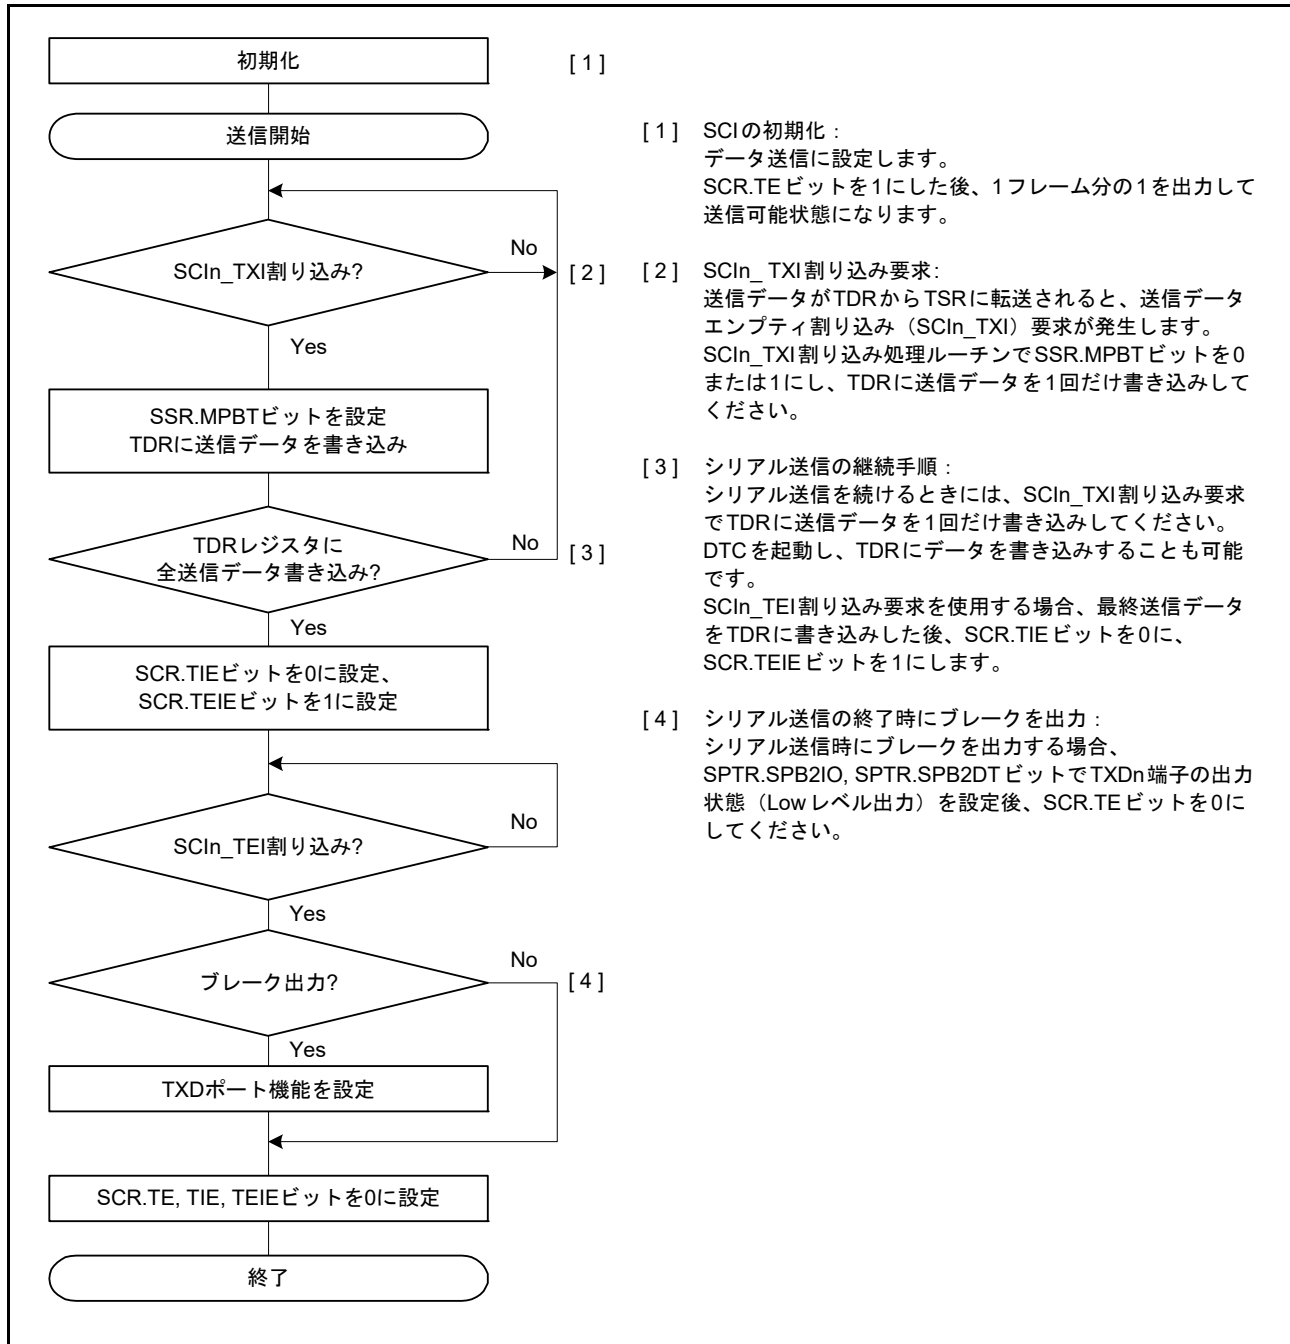 初期化
[ 1 ]
送信開始
SCIn_TXI割り込み?
No
[ 2 ]
Yes
SSR.MPBTビットを設定
TDRに送信データを書き込み
TDRレジスタに
全送信データ書き込み?
No
[ 3 ]
Yes
SCR.TIEビットを0に設定、
SCR.TEIEビットを1に設定
SCIn_TEI割り込み?
No
Yes
ブレーク出力?
No
[ 4 ]
Yes
TXDポート機能を設定
SCR.TE, TIE, TEIEビットを0に設定
終了
[ 1 ] SCIの初期化：
データ送信に設定します。
SCR.TEビットを1にした後、1フレーム分の1を出力して
送信可能状態になります。
[ 2 ] SCIn_ TXI割り込み要求:
送信データがTDRからTSRに転送されると、送信データ
エンプティ割り込み（SCIn_TXI）要求が発生します。
SCIn_TXI割り込み処理ルーチンでSSR.MPBTビットを0
または1にし、TDRに送信データを1回だけ書き込みして
ください。
[ 3 ] シリアル送信の継続手順：
シリアル送信を続けるときには、SCIn_TXI割り込み要求
でTDRに送信データを1回だけ書き込みしてください。
DTCを起動し、TDRにデータを書き込みすることも可能
です。
SCIn_TEI割り込み要求を使用する場合、最終送信データ
をTDRに書き込みした後、SCR.TIEビットを0に、
SCR.TEIEビットを1にします。
[ 4 ] シリアル送信の終了時にブレークを出力：
シリアル送信時にブレークを出力する場合、
SPTR.SPB2IO, SPTR.SPB2DTビットでTXDn端子の出力
状態（Lowレベル出力）を設定後、SCR.TEビットを0に
してください。